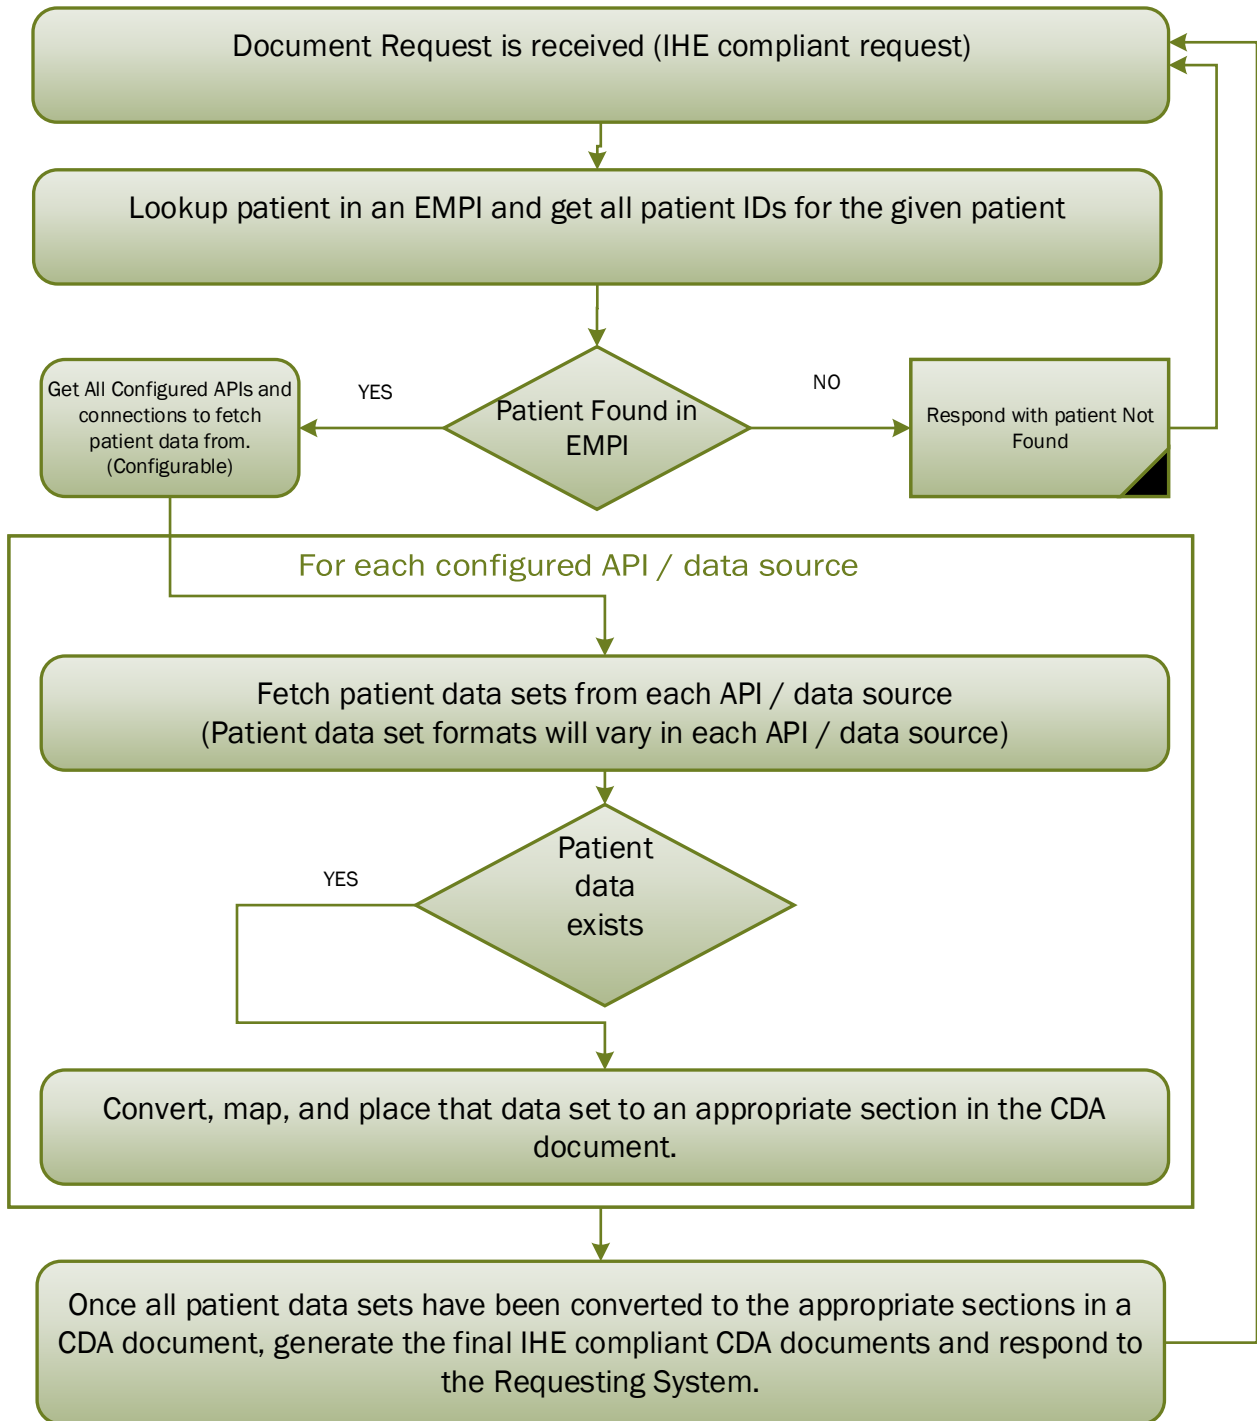 Document Request is received (IHE compliant request)
Lookup patient in an EMPI and get all patient IDs for the given patient
Get All Configured APIs and
connections to fetch
patient data from.
(Configurable)
YES
Patient Found in
EMPI
NO
Respond with patient Not
Found
For each configured API / data source
Fetch patient data sets from each API / data source
(Patient data set formats will vary in each API / data source)
Patient
data
exists
YES
Convert, map, and place that data set to an appropriate section in the CDA
document.
Once all patient data sets have been converted to the appropriate sections in a
CDA document, generate the final IHE compliant CDA documents and respond to
the Requesting System.